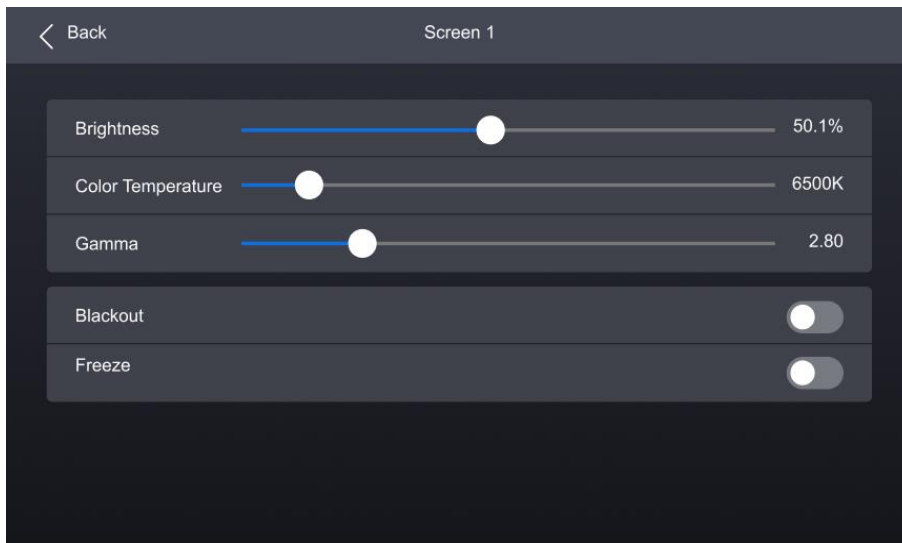 Back Screen 1
Brightness 50.1%
Color Temperature 6500K
Gamma 2.80
Blackout
Freeze